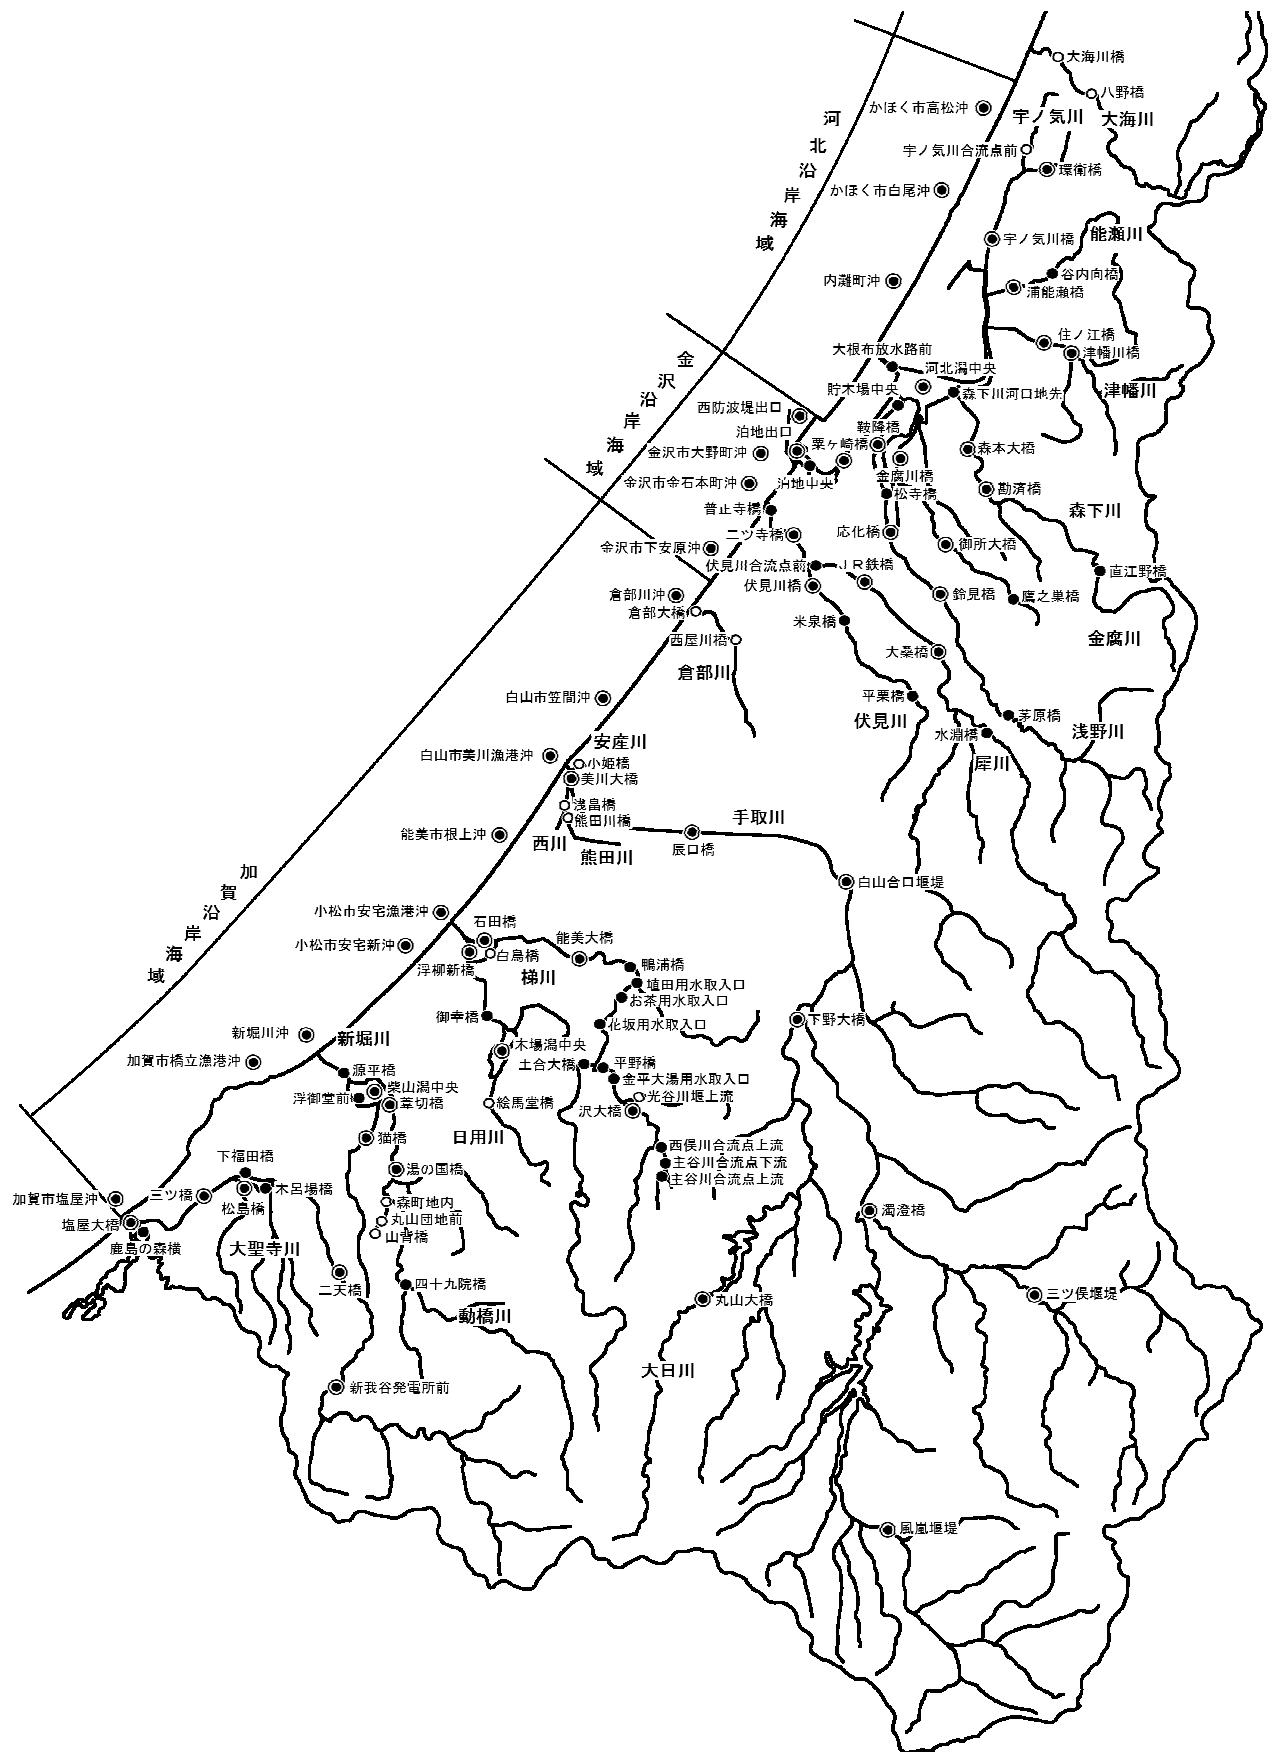 大海川橋
八野橋
かほく市高松沖
宇ノ気川
大海川
河北沿岸海域
宇ノ気川合流点前
環衛橋
かほく市白尾沖
宇ノ気川橋
能瀬川
谷内向橋
内灘町沖
浦能瀬橋
住ノ江橋
大根布放水路前
津幡川橋
河北潟中央
金沢沿岸海域
貯木場中央
森下川河口地先
津幡川
西防波堤出口
鞍降橋
泊地出口
粟ヶ崎橋
森本大橋
金沢市大野町沖
金腐川橋
金沢市金石本町沖
泊地中央
松寺橋
勘済橋
普正寺橋
森下川
二ツ寺橋
応化橋
御所大橋
金沢市下安原沖
伏見川合流点前
JR鉄橋
直江野橋
伏見川橋
倉部川沖
鈴見橋
鷹之巣橋
倉部大橋
米泉橋
西屋川橋
金腐川
大桑橋
倉部川
白山市笠間沖
平栗橋
伏見川
茅原橋
水淵橋
浅野川
安産川
白山市美川漁港沖
小姫橋
犀川
美川大橋
浅畠橋
熊田川橋
手取川
能美市根上沖
西川
熊田川
辰口橋
加賀沿岸海域
白山合口堰堤
小松市安宅漁港沖
石田橋
能美大橋
小松市安宅新沖
白鳥橋
浮柳新橋
鴨浦橋
梯川
埴田用水取入口
お茶用水取入口
御幸橋
花坂用水取入口
下野大橋
新堀川沖
新堀川
木場潟中央
加賀市橋立漁港沖
土合大橋
平野橋
源平橋
金平大湯用水取入口
柴山潟中央
浮御堂前
葦切橋
絵馬堂橋
光谷川堰上流
沢大橋
猫橋
日用川
西俣川合流点上流
下福田橋
主谷川合流点下流
湯の国橋
主谷川合流点上流
加賀市塩屋沖
三ツ橋
木呂場橋
松島橋
森町地内
塩屋大橋
丸山団地前
濁澄橋
山背橋
鹿島の森横
大聖寺川
二天橋
四十九院橋
三ツ俣堰堤
丸山大橋
動橋川
大日川
新我谷発電所前
風嵐堰堤